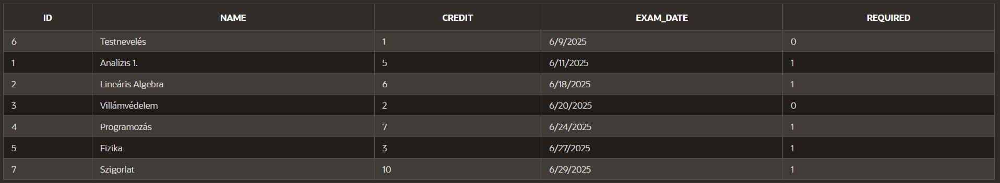 ID NAME CREDIT EXAM_DATE REQUIRED
6 Testnevelés 1 6/9/2025 0
1 Analízis 1. 5 6/11/2025 1
2 Lineáris Algebra 6 6/18/2025 1
3 Villámvédelem 2 6/20/2025 0
4 Programozás 7 6/24/2025 1
5 Fizika 3 6/27/2025 1
7 Szigorlat 10 6/29/2025 1